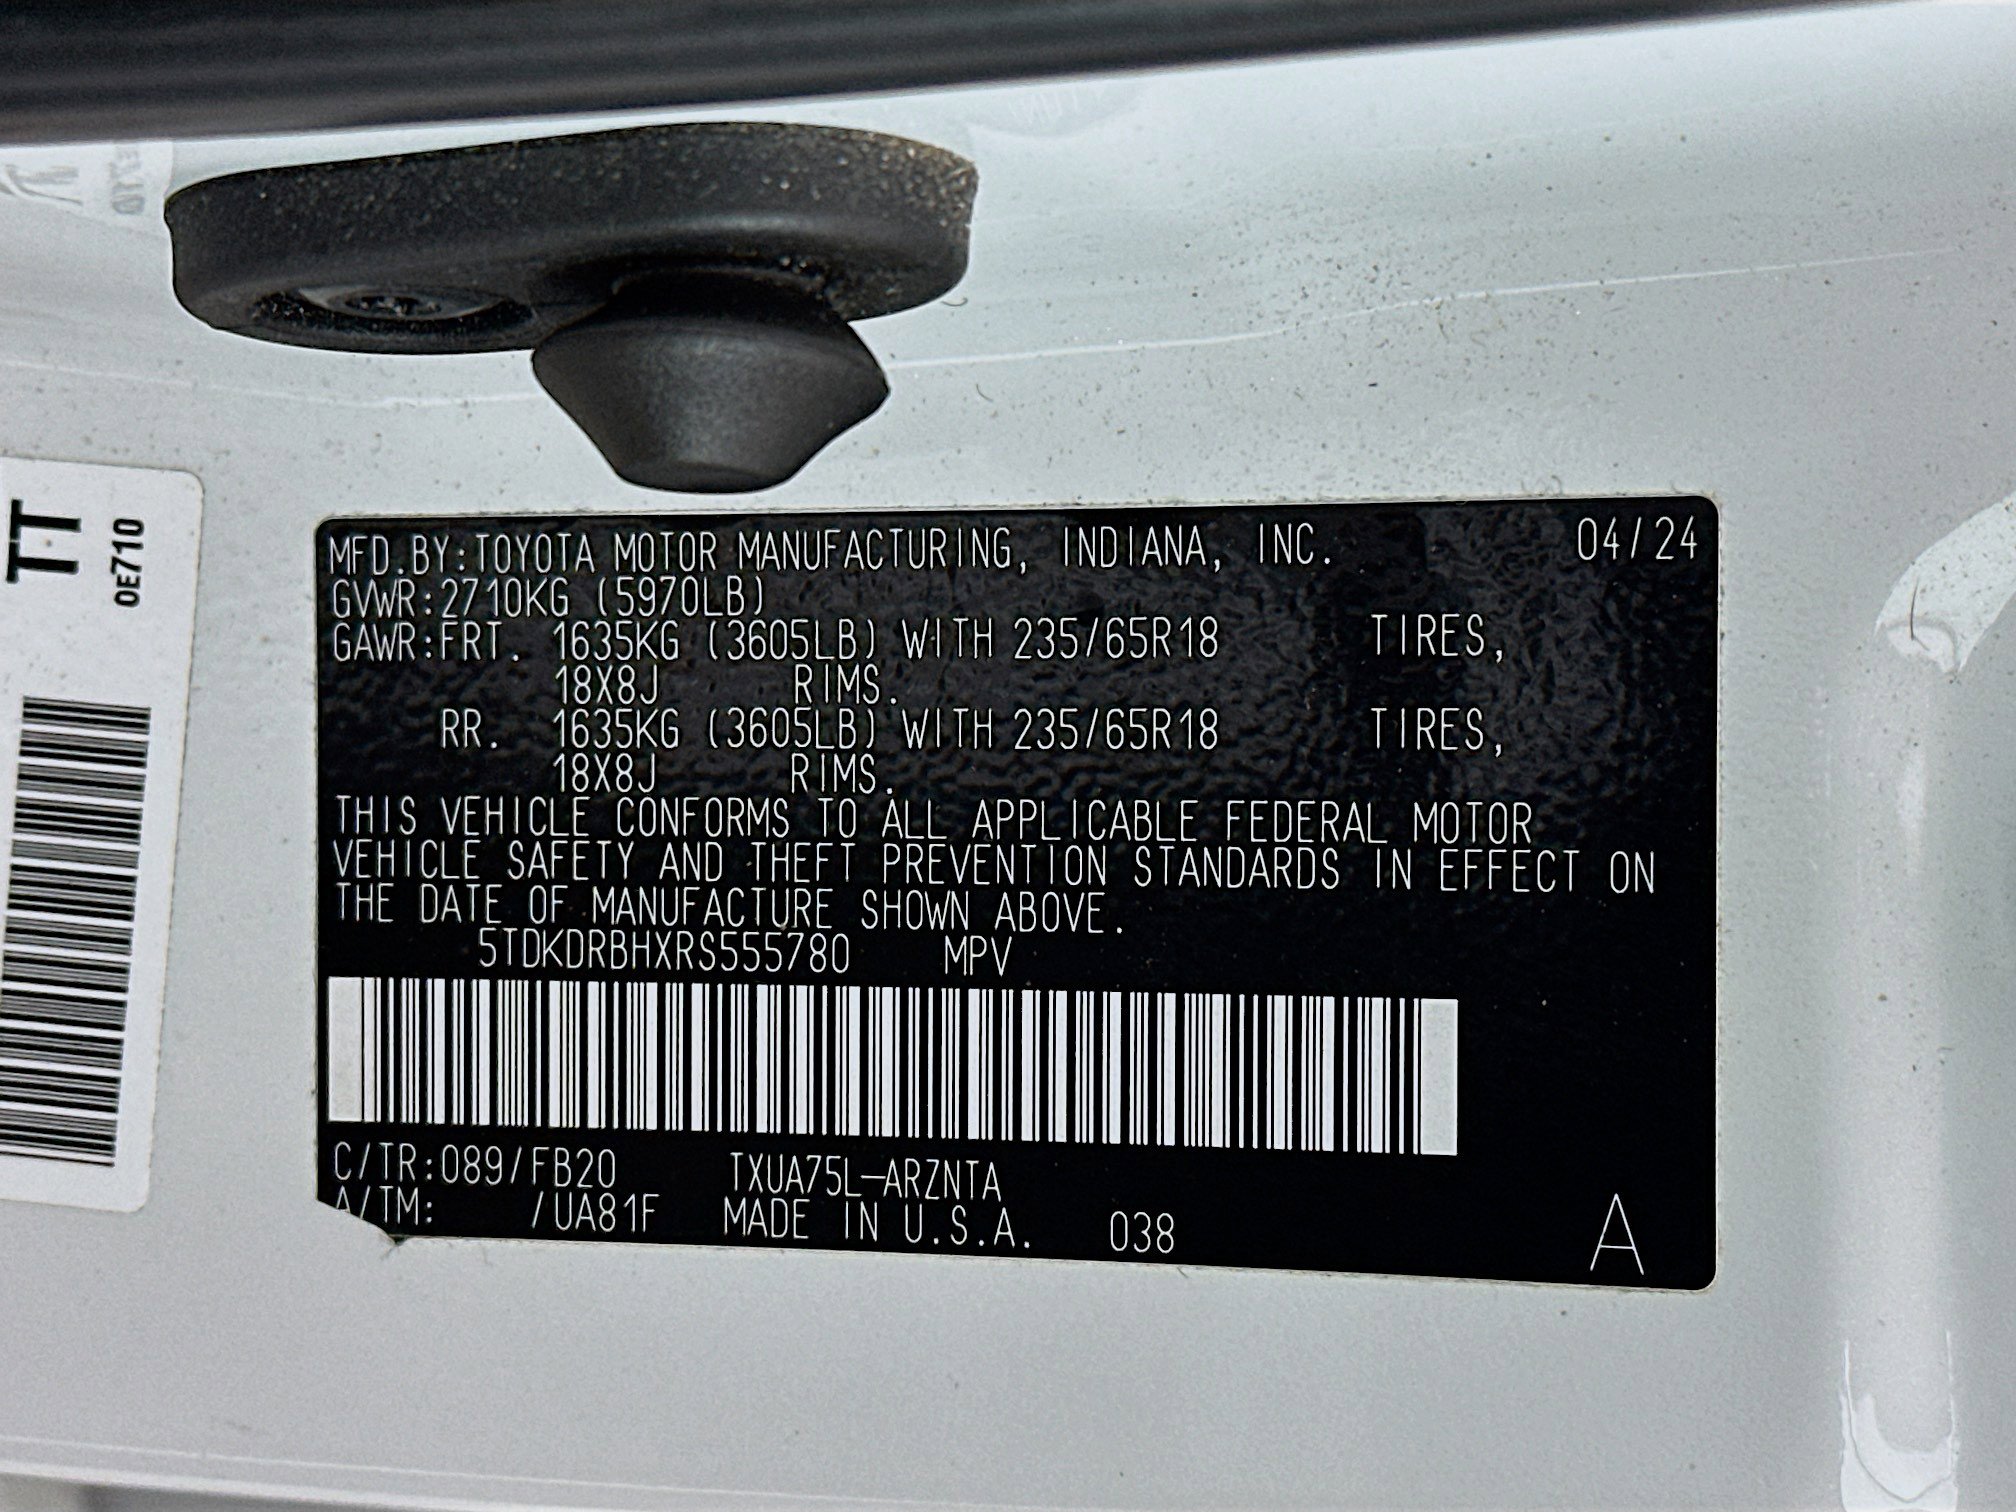 TT
0E710
MFD.BY:TOYOTA MOTOR MANUFACTURING, INDIANA, INC. 04/24
GVWR:2710KG (5970LB)
GAWR:FRT. 1635KG (3605LB) WITH 235/65R18 TIRES,
18X8J RIMS.
RR. 1635KG (3605LB) WITH 235/65R18 TIRES,
18X8J RIMS.
THIS VEHICLE CONFORMS TO ALL APPLICABLE FEDERAL MOTOR
VEHICLE SAFETY AND THEFT PREVENTION STANDARDS IN EFFECT ON
THE DATE OF MANUFACTURE SHOWN ABOVE.
5TDKDRBHXRS555780 MPV
C/TR:089/FB20 TXUA75L-ARZNTA
A/TM: /UA81F MADE IN U.S.A. 038 A